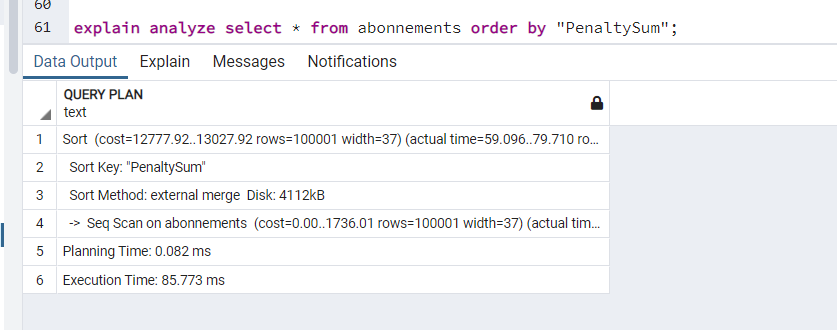 60
61 explain analyze select * from abonnements order by "PenaltySum";
Data Output Explain Messages Notifications
QUERY PLAN
text
1 Sort (cost=12777.92..13027.92 rows=100001 width=37) (actual time=59.096..79.710 ro...
2 Sort Key: "PenaltySum"
3 Sort Method: external merge Disk: 4112kB
4 -> Seq Scan on abonnements (cost=0.00..1736.01 rows=100001 width=37) (actual tim...
5 Planning Time: 0.082 ms
6 Execution Time: 85.773 ms